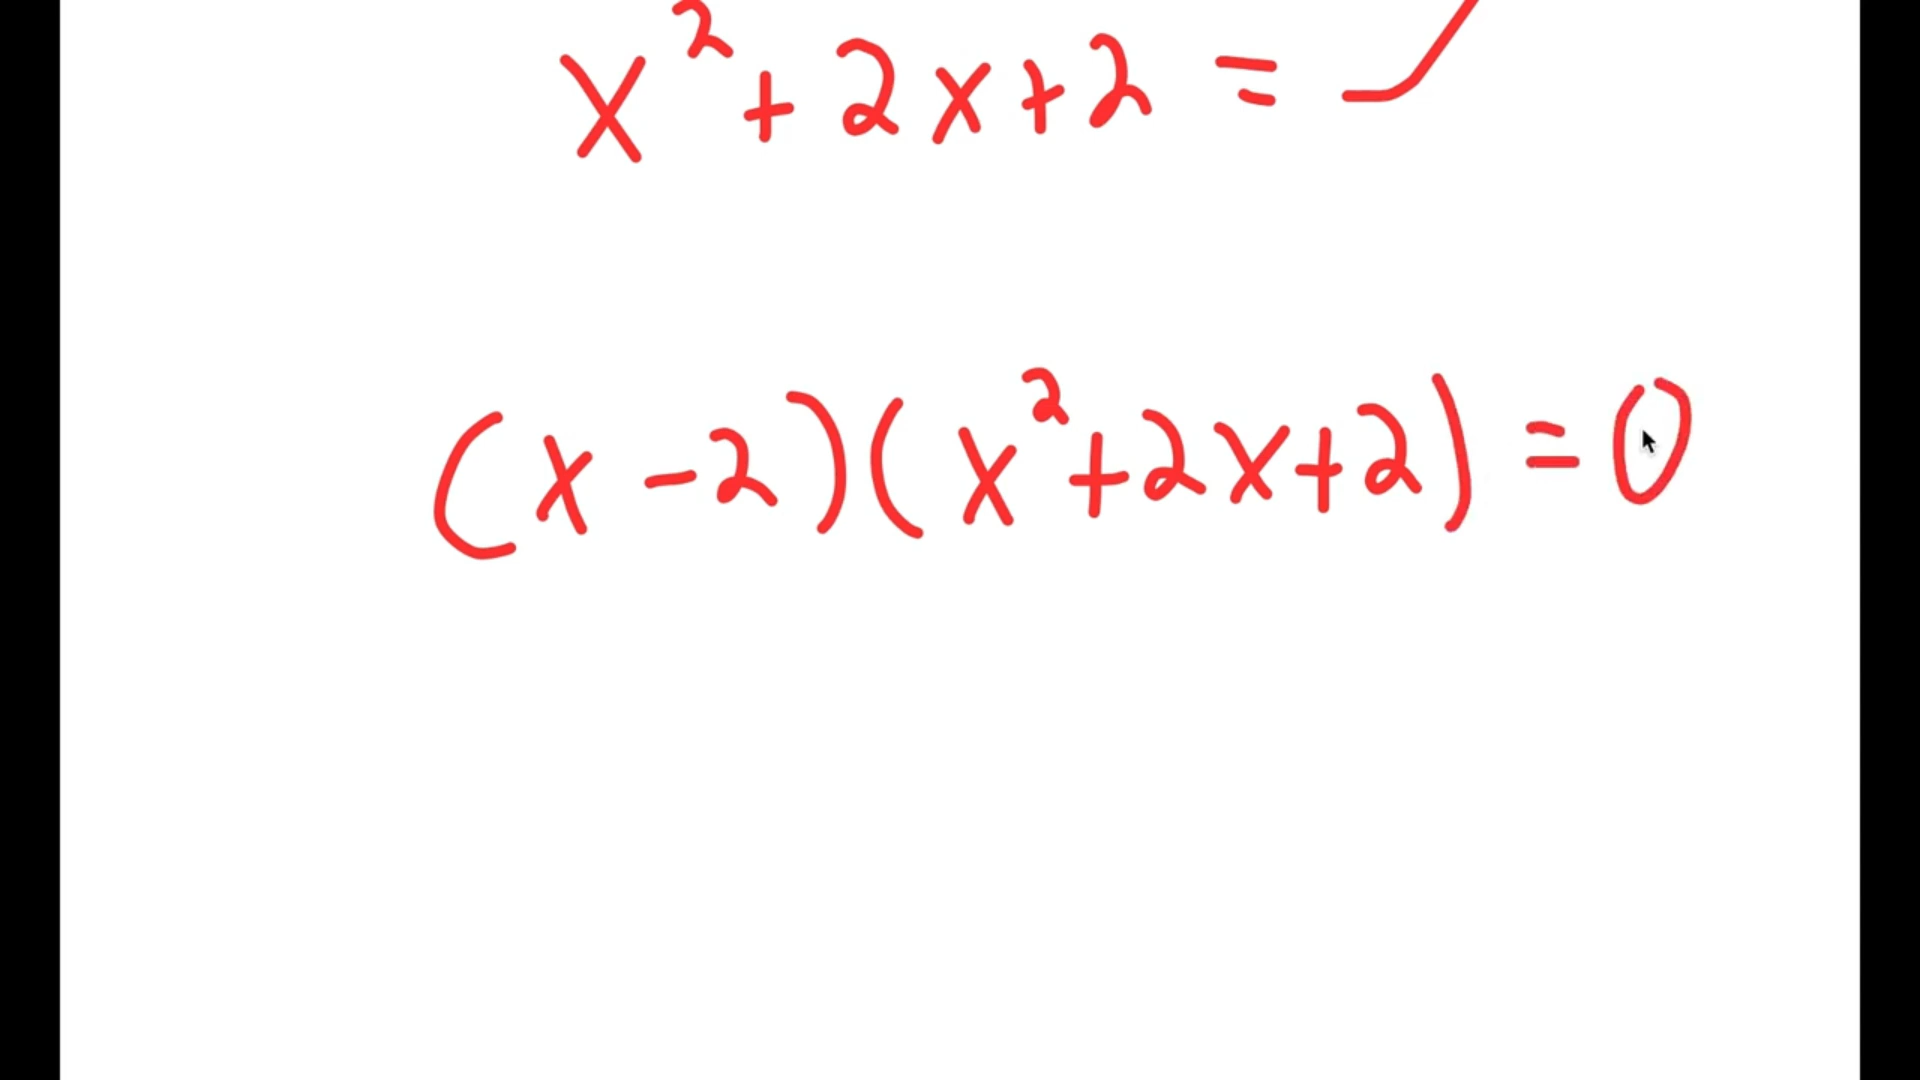 x² + 2x + 2 =
(x - 2)(x² + 2x + 2) = 0